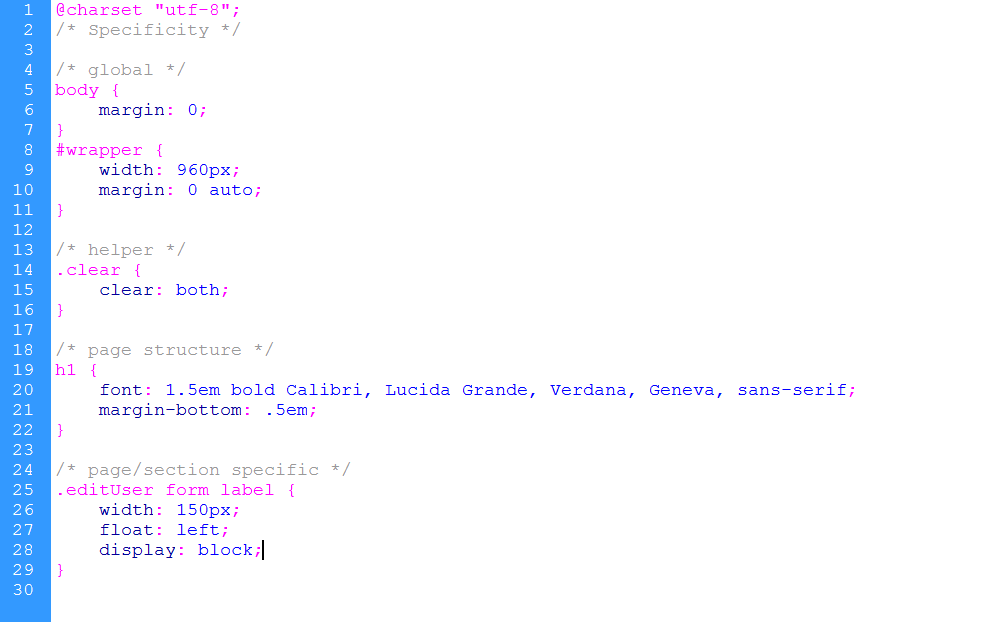 1 @charset "utf-8";
2 /* Specificity */
3
4 /* global */
5 body {
6     margin: 0;
7 }
8 #wrapper {
9     width: 960px;
10     margin: 0 auto;
11 }
12
13 /* helper */
14 .clear {
15     clear: both;
16 }
17
18 /* page structure */
19 h1 {
20     font: 1.5em bold Calibri, Lucida Grande, Verdana, Geneva, sans-serif;
21     margin-bottom: .5em;
22 }
23
24 /* page/section specific */
25 .editUser form label {
26     width: 150px;
27     float: left;
28     display: block;
29 }
30